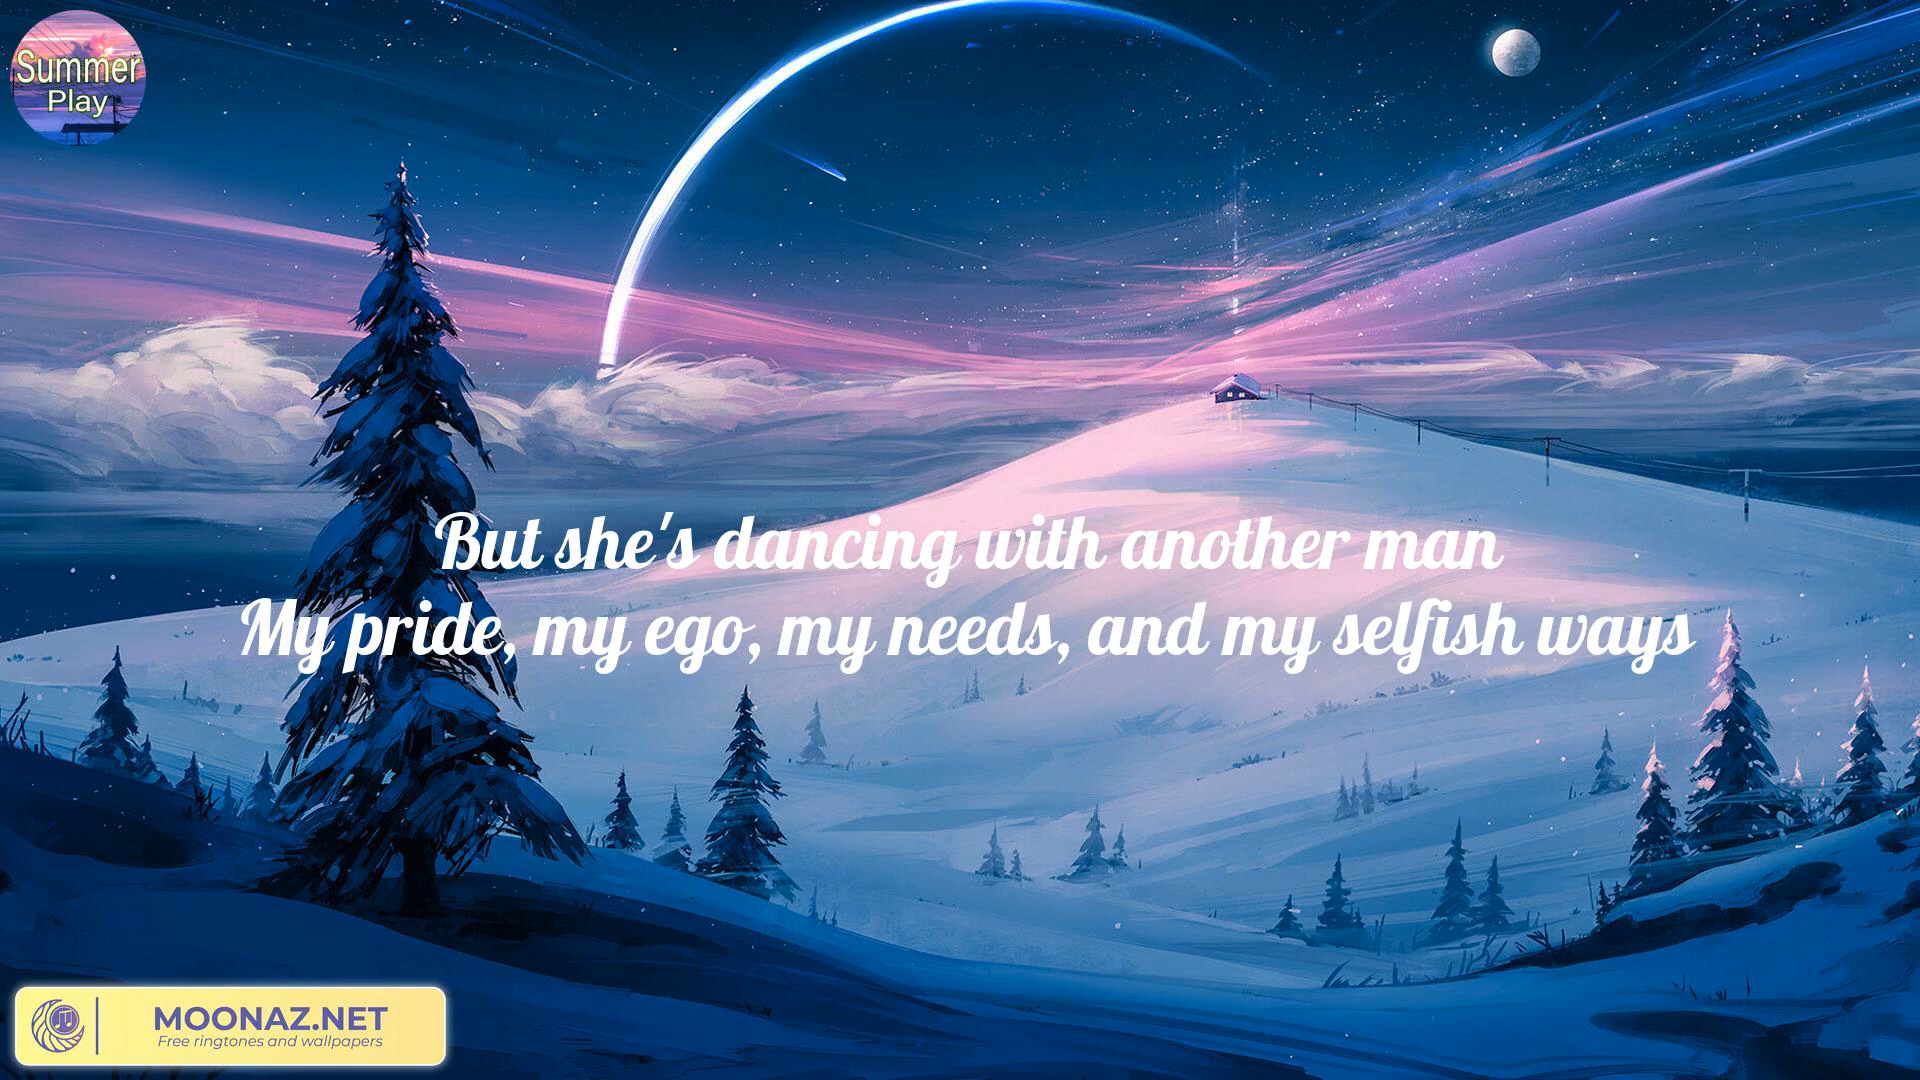 Summer
Play
But she's dancing with another man
My pride, my ego, my needs, and my selfish ways
MOONAZ.NET
Free ringtones and wallpapers